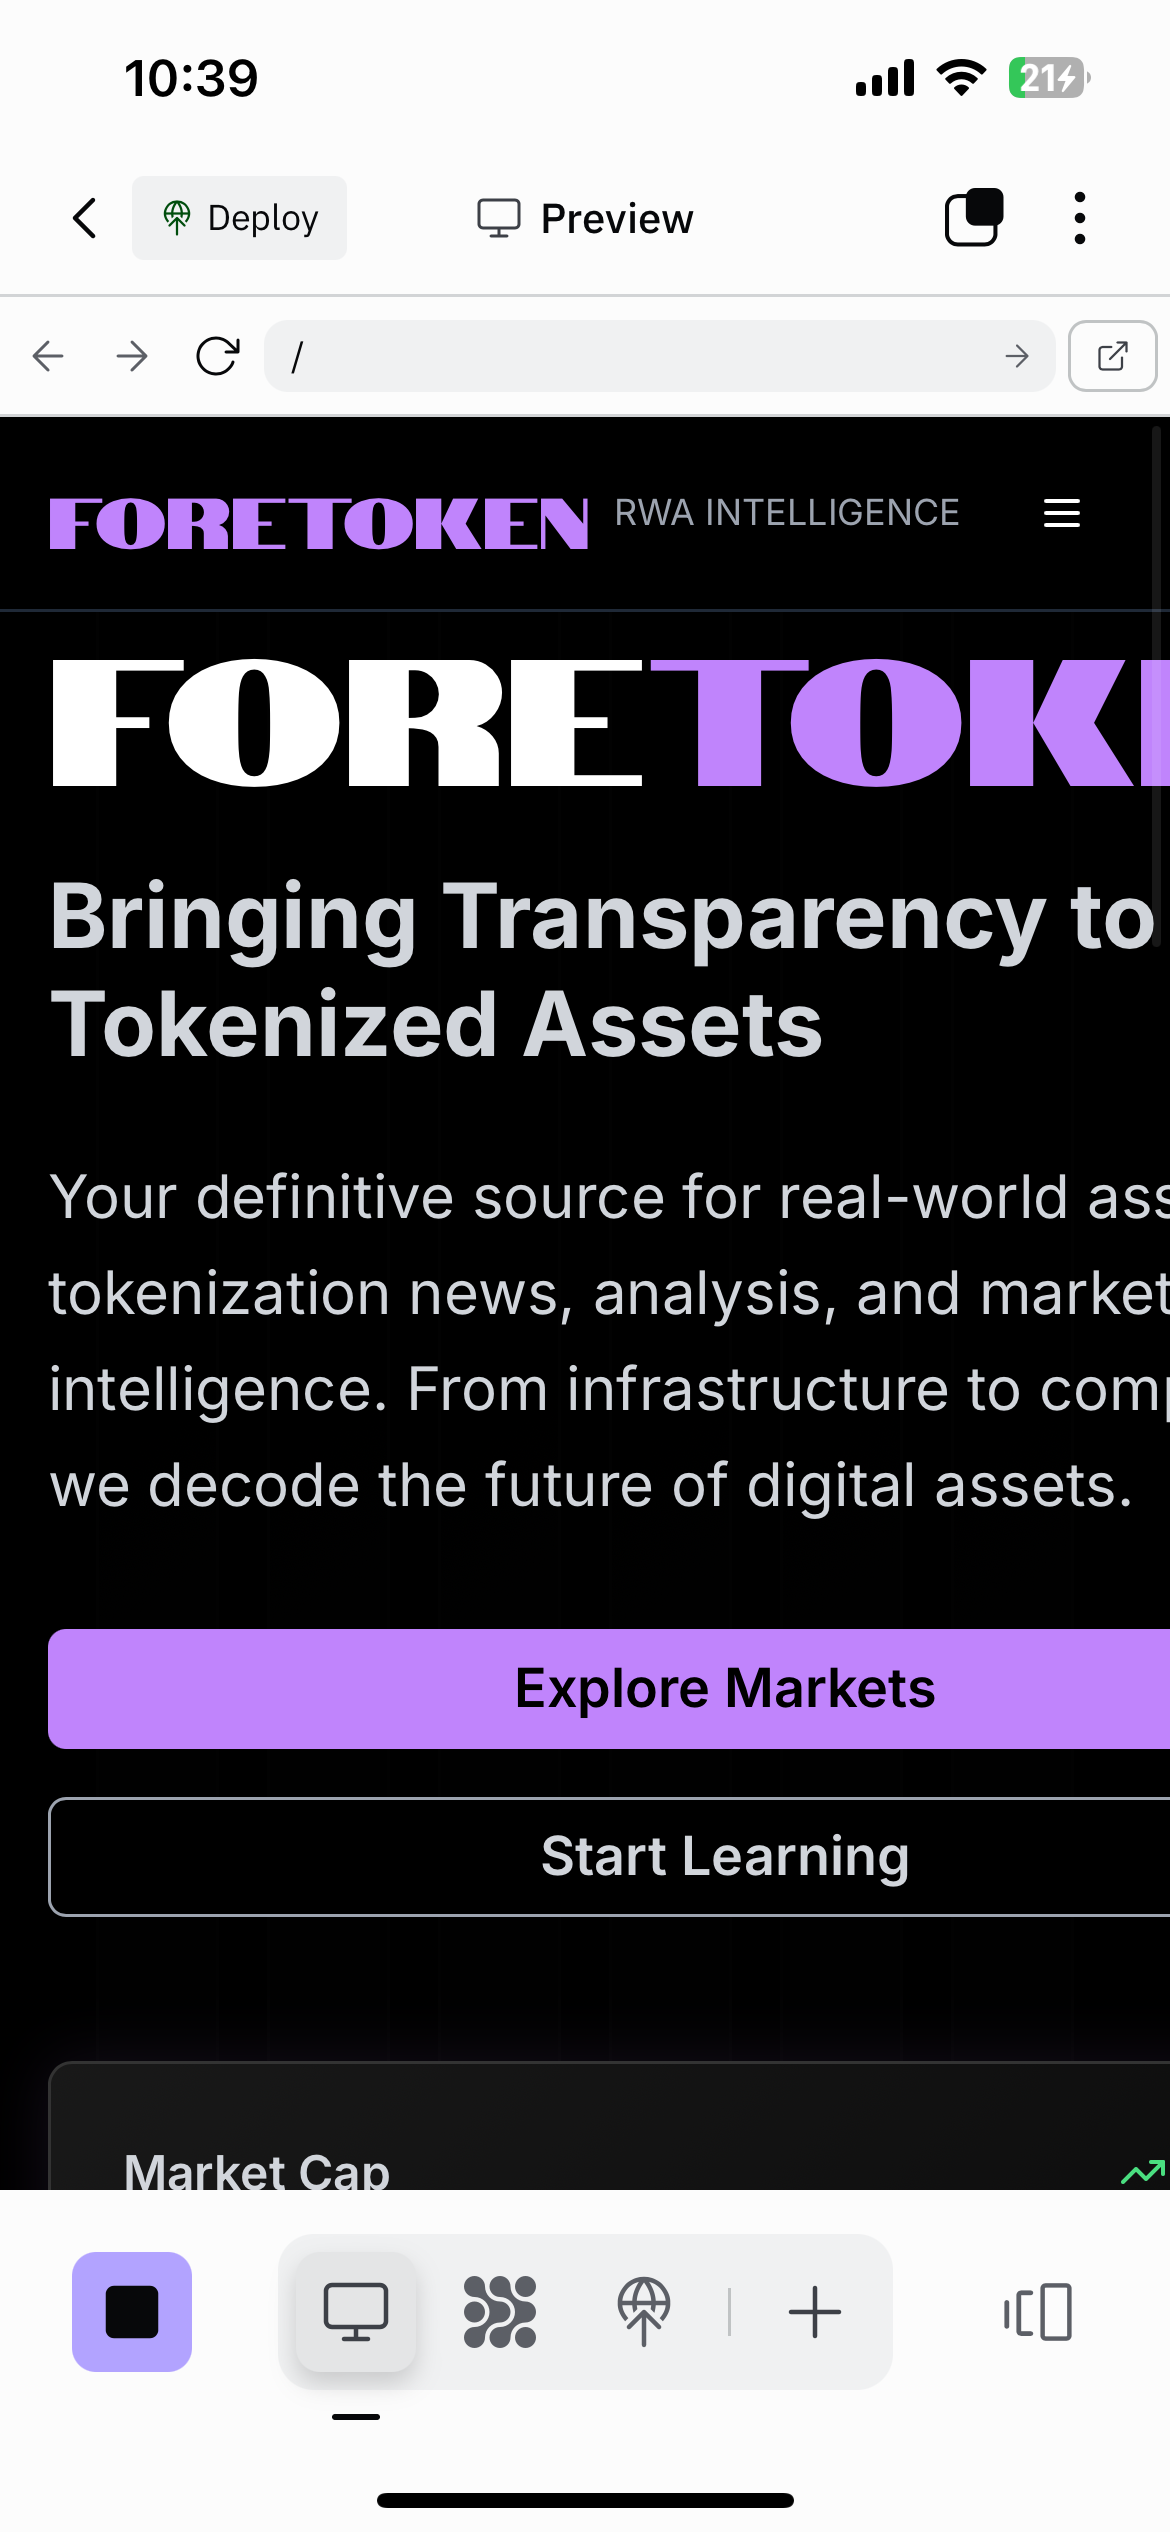 10:39
21
Deploy
Preview
/
FORETOKEN RWA INTELLIGENCE
FORETOK
Bringing Transparency to
Tokenized Assets
Your definitive source for real-world ass
tokenization news, analysis, and market
intelligence. From infrastructure to comp
we decode the future of digital assets.
Explore Markets
Start Learning
Market Cap